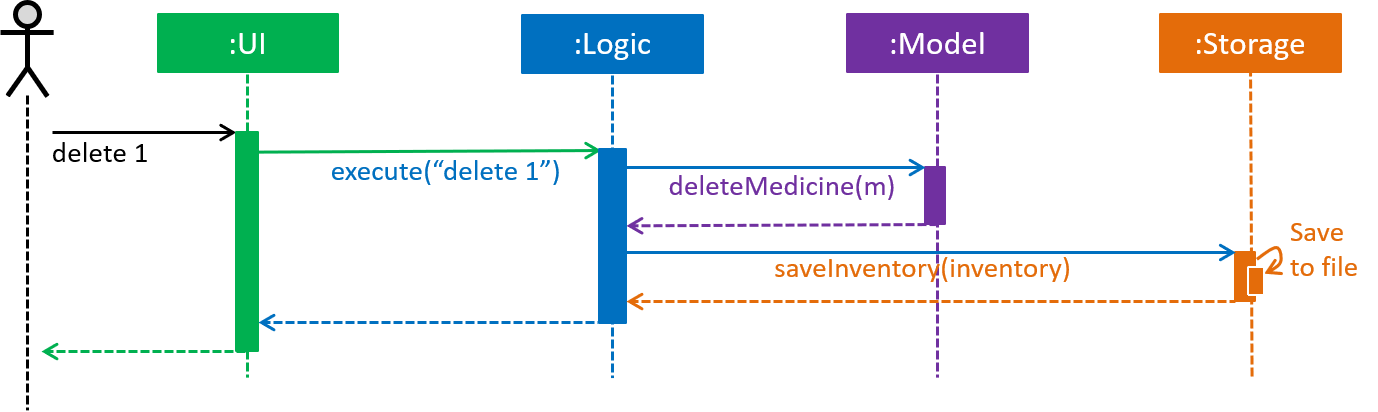 :UI
:Logic
:Model
:Storage
delete 1
execute(“delete 1”)
deleteMedicine(m)
saveInventory(inventory)
Save
to file